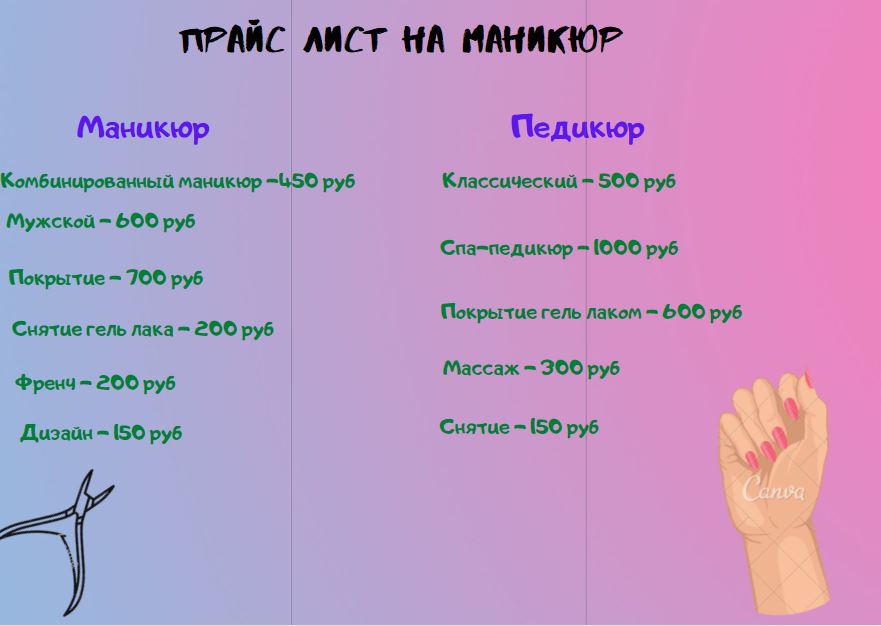 ПРАЙС ЛИСТ НА МАНИКЮР
Маникюр
Комбинированный маникюр -450 руб
Мужской - 600 руб
Покрытие - 700 руб
Снятие гель лака - 200 руб
Френч - 200 руб
Дизайн - 150 руб
Педикюр
Классический - 500 руб
Спа-педикюр - 1000 руб
Покрытие гель лаком - 600 руб
Массаж - 300 руб
Снятие - 150 руб
Canva